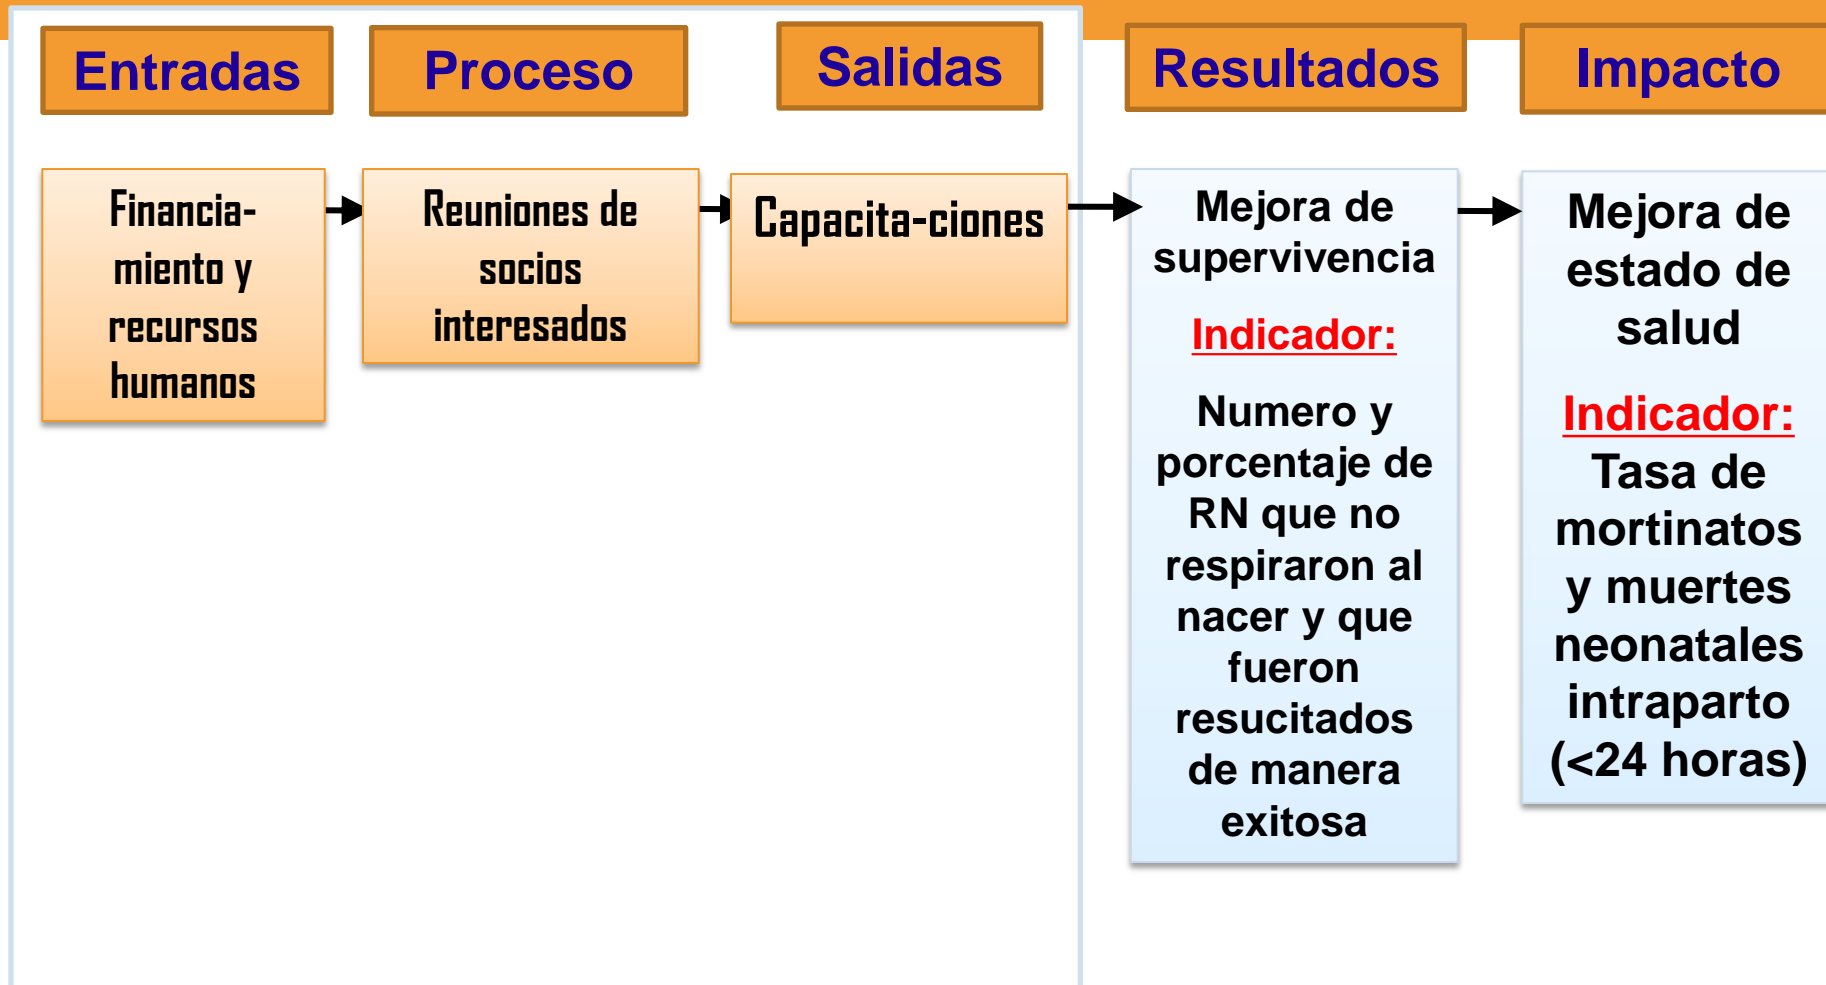 Entradas
Proceso
Salidas
Resultados
Impacto
Financia-
miento y
recursos
humanos
Reuniones de
socios
interesados
Capacita-ciones
Mejora de
supervivencia
Indicador:
Numero y
porcentaje de
RN que no
respiraron al
nacer y que
fueron
resucitados
de manera
exitosa
Mejora de
estado de
salud
Indicador:
Tasa de
mortinatos
y muertes
neonatales
intraparto
(<24 horas)